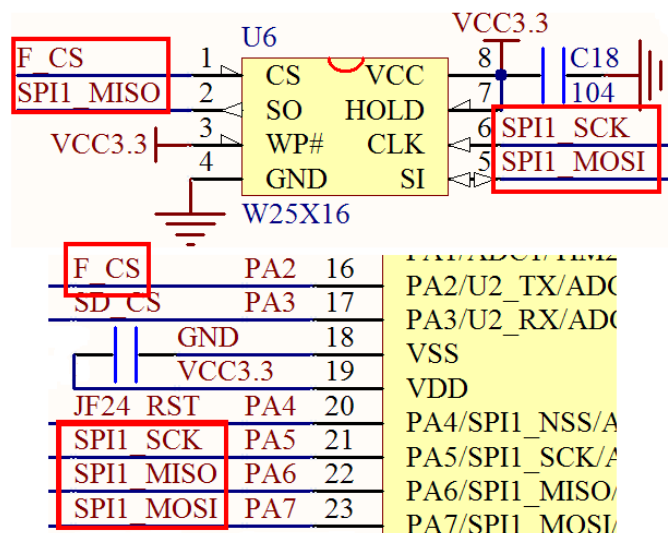 U6
VCC3.3
F_CS 1 CS VCC 8 C18
104
SPI1_MISO 2 SO HOLD 7
VCC3.3 3 WP# CLK 6 SPI1_SCK
4 GND SI 5 SPI1_MOSI
W25X16
F_CS PA2 16 PA2/U2_TX/ADC
SD_CS PA3 17 PA3/U2_RX/ADC
GND 18 VSS
VCC3.3 19 VDD
JF24_RST PA4 20 PA4/SPI1_NSS/A
SPI1_SCK PA5 21 PA5/SPI1_SCK/A
SPI1_MISO PA6 22 PA6/SPI1_MISO/
SPI1_MOSI PA7 23 PA7/SPI1_MOSI/